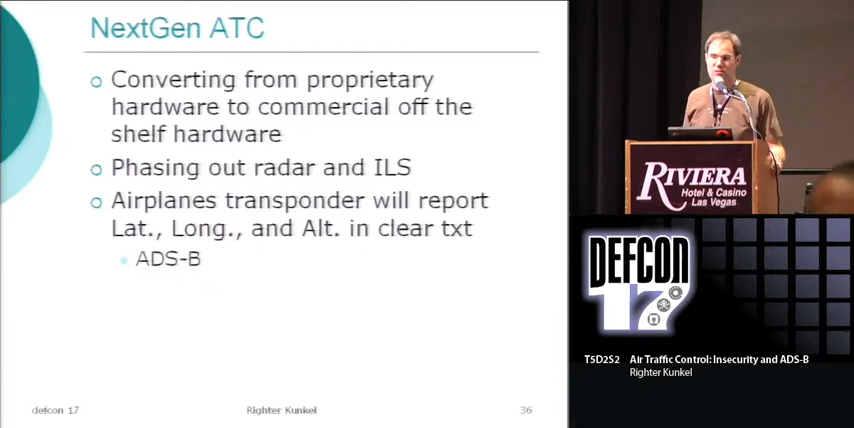 NextGen ATC
Converting from proprietary
hardware to commercial off the
shelf hardware
Phasing out radar and ILS
Airplanes transponder will report
Lat., Long., and Alt. in clear txt
ADS-B
defcon 17
Righter Kunkel
36
RIVIERA
Hotel & Casino
Las Vegas
DEFCON
17
T5D2S2 Air Traffic Control: Insecurity and ADS-B
Righter Kunkel